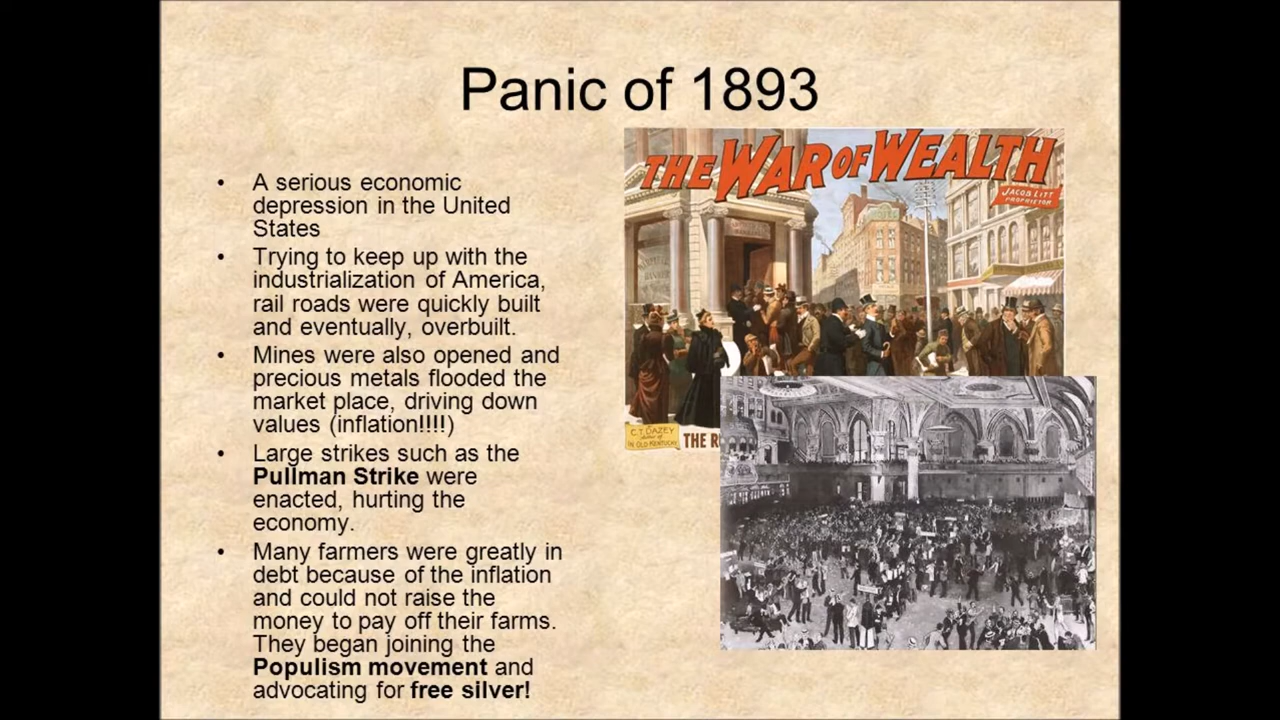 Panic of 1893
• A serious economic
depression in the United
States
• Trying to keep up with the
industrialization of America,
rail roads were quickly built
and eventually, overbuilt.
• Mines were also opened and
precious metals flooded the
market place, driving down
values (inflation!!!!)
• Large strikes such as the
Pullman Strike were
enacted, hurting the
economy.
• Many farmers were greatly in
debt because of the inflation
and could not raise the
money to pay off their farms.
They began joining the
Populism movement and
advocating for free silver!
THE WAR OF WEALTH
JACOB LITT
PROPRIETOR
C.T. DAZEY
IN OLD KENTUCKY
THE R